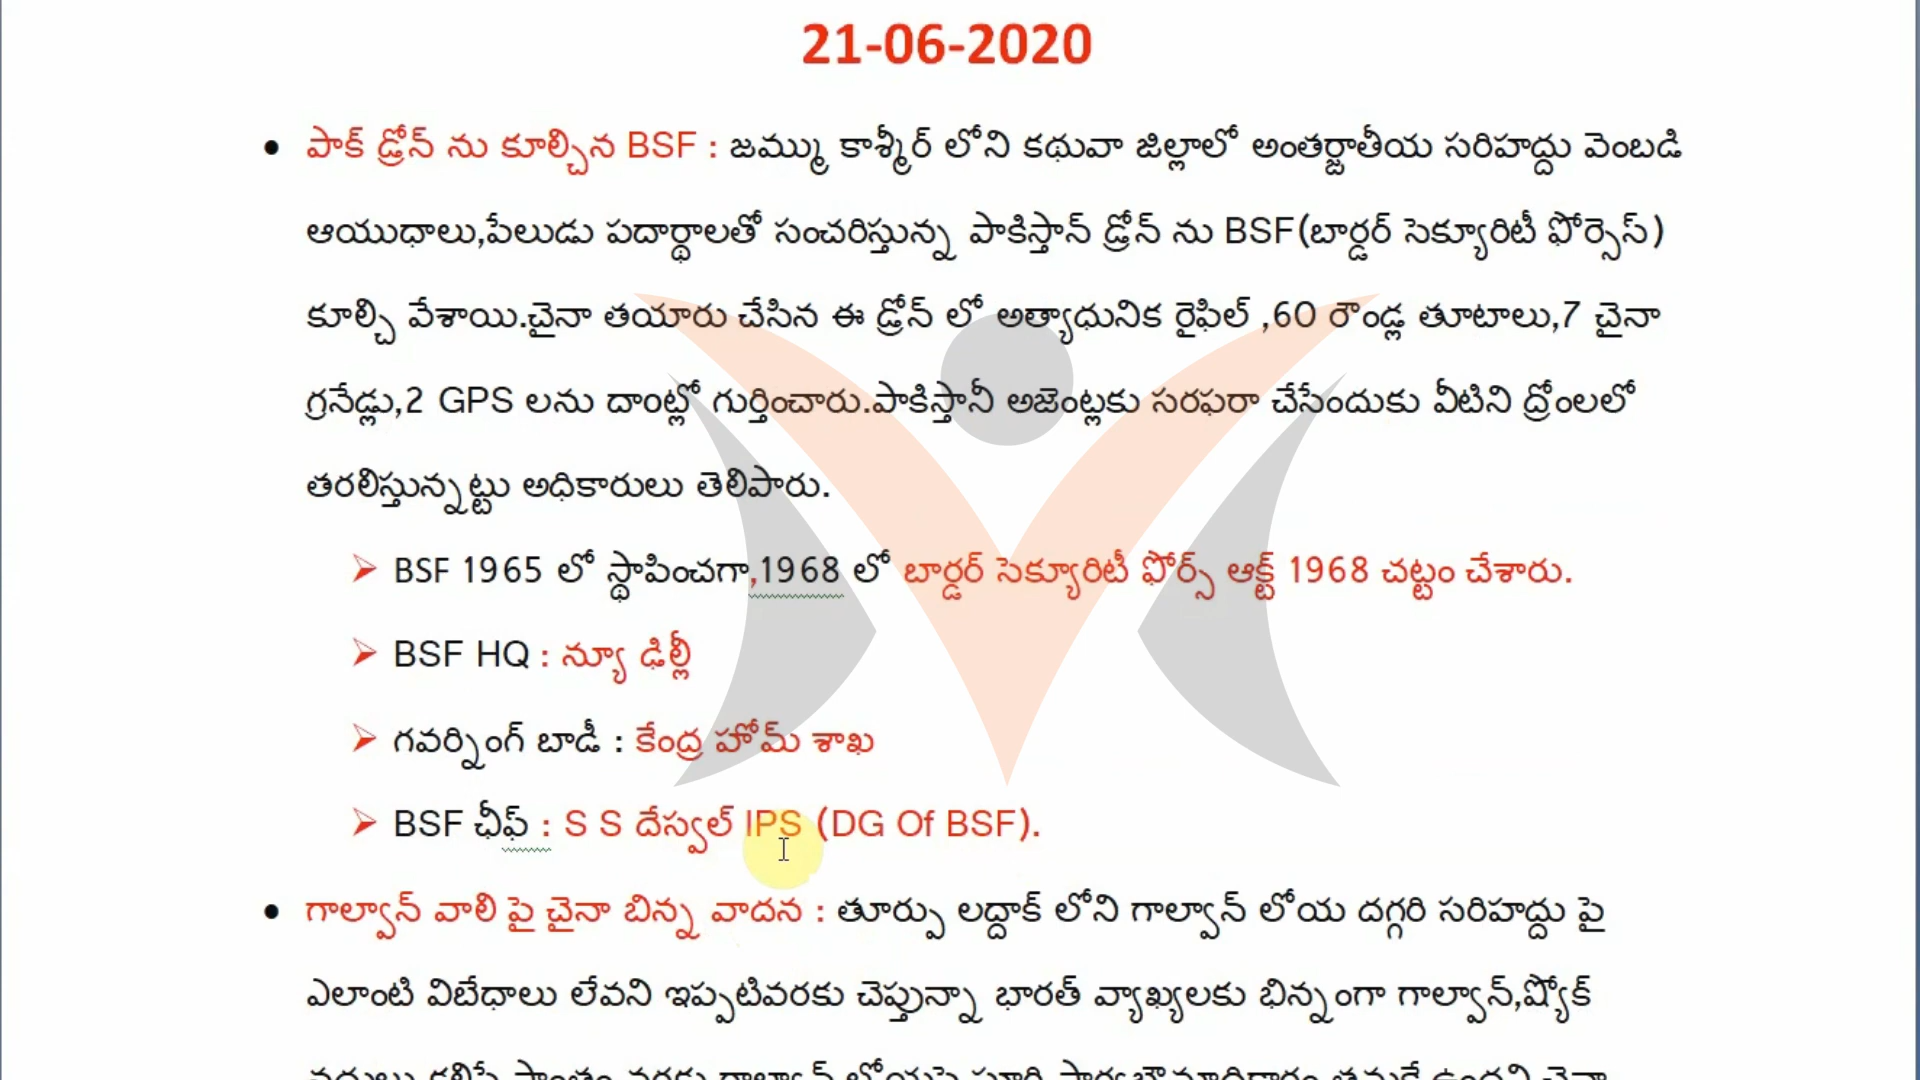 21-06-2020
• పాక్ డ్రోన్ ను కూల్చిన BSF : జమ్ము కాశ్మీర్ లోని కథువా జిల్లాలో అంతర్జాతీయ సరిహద్దు వెంబడి
ఆయుధాలు,పేలుడు పదార్థాలతో సంచరిస్తున్న పాకిస్తాన్ డ్రోన్ ను BSF(బార్డర్ సెక్యూరిటీ ఫోర్సెస్)
కూల్చి వేశాయి.చైనా తయారు చేసిన ఈ డ్రోన్ లో అత్యాధునిక రైఫిల్ ,60 రౌండ్ల తూటాలు,7 చైనా
గ్రనేడ్లు,2 GPS లను దాంట్లో గుర్తించారు.పాకిస్తానీ అజెంట్లకు సరఫరా చేసేందుకు వీటిని ద్రోంలలో
తరలిస్తున్నట్టు అధికారులు తెలిపారు.
➢ BSF 1965 లో స్థాపించగా,1968 లో బార్డర్ సెక్యూరిటీ ఫోర్స్ ఆక్ట్ 1968 చట్టం చేశారు.
➢ BSF HQ : న్యూ ఢిల్లీ
➢ గవర్నింగ్ బాడీ : కేంద్ర హోమ్ శాఖ
➢ BSF ఛీఫ్ : S S దేస్వల్ IPS (DG Of BSF).
• గాల్వాన్ వాలి పై చైనా బిన్న వాదన : తూర్పు లద్దాక్ లోని గాల్వాన్ లోయ దగ్గరి సరిహద్దు పై
ఎలాంటి విబేధాలు లేవని ఇప్పటివరకు చెప్తున్నా భారత్ వ్యాఖ్యలకు భిన్నంగా గాల్వాన్,ష్యోక్